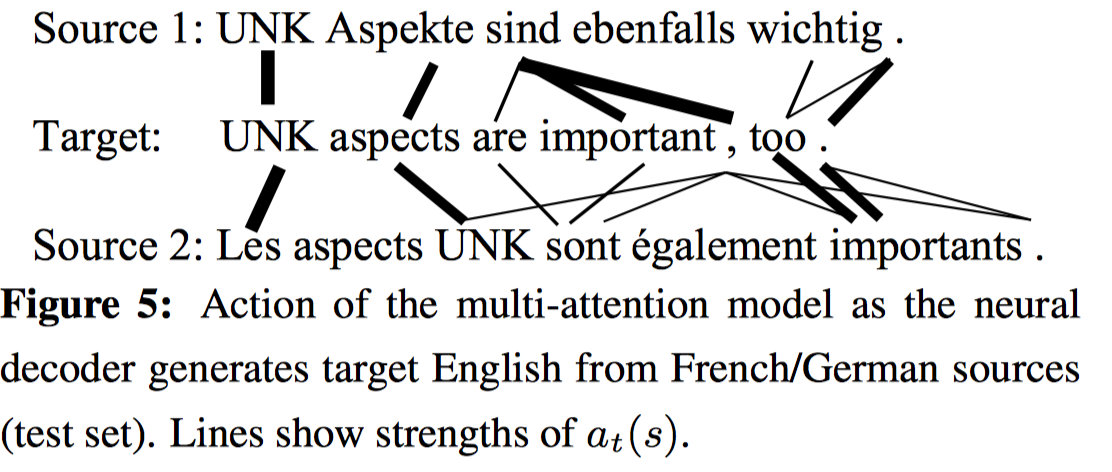 Source 1: UNK Aspekte sind ebenfalls wichtig .
Target: UNK aspects are important , too .
Source 2: Les aspects UNK sont également importants .
Figure 5: Action of the multi-attention model as the neural
decoder generates target English from French/German sources
(test set). Lines show strengths of aₜ(s).